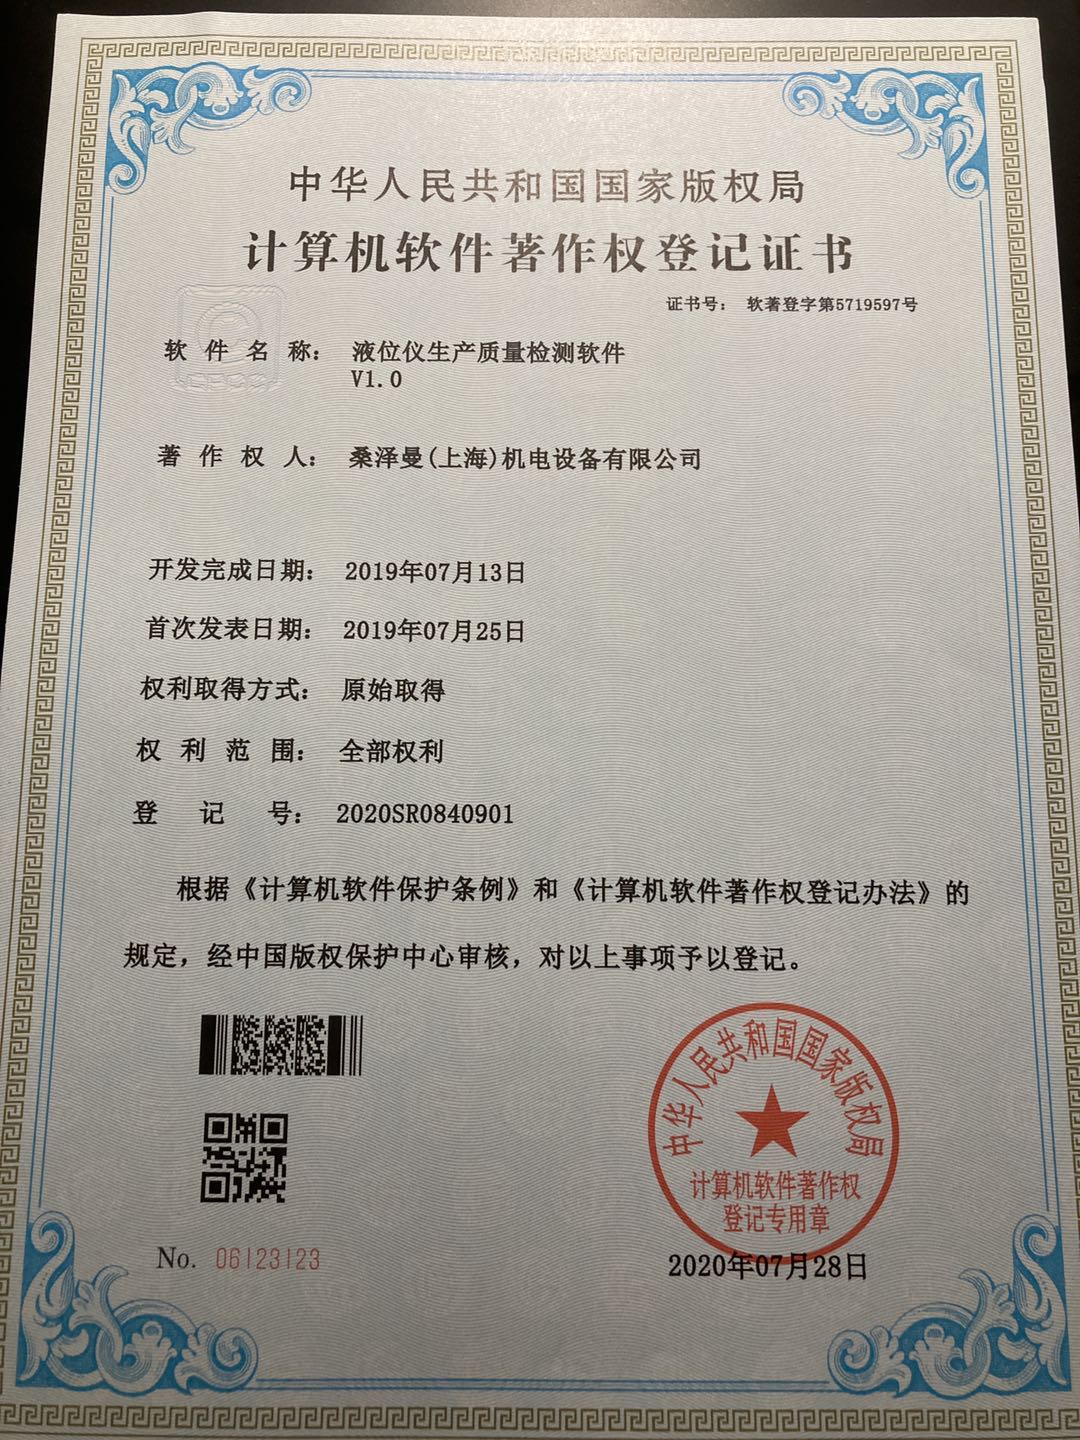 中华人民共和国国家版权局
计算机软件著作权登记证书
证书号： 软著登字第5719597号
软件名称： 液位仪生产质量检测软件
V1.0
著作权人： 桑泽曼(上海)机电设备有限公司
开发完成日期： 2019年07月13日
首次发表日期： 2019年07月25日
权利取得方式： 原始取得
权利范围： 全部权利
登记号： 2020SR0840901
根据《计算机软件保护条例》和《计算机软件著作权登记办法》的
规定，经中国版权保护中心审核，对以上事项予以登记。
中华人民共和国国家版权局
计算机软件著作权
登记专用章
No. 06123123
2020年07月28日